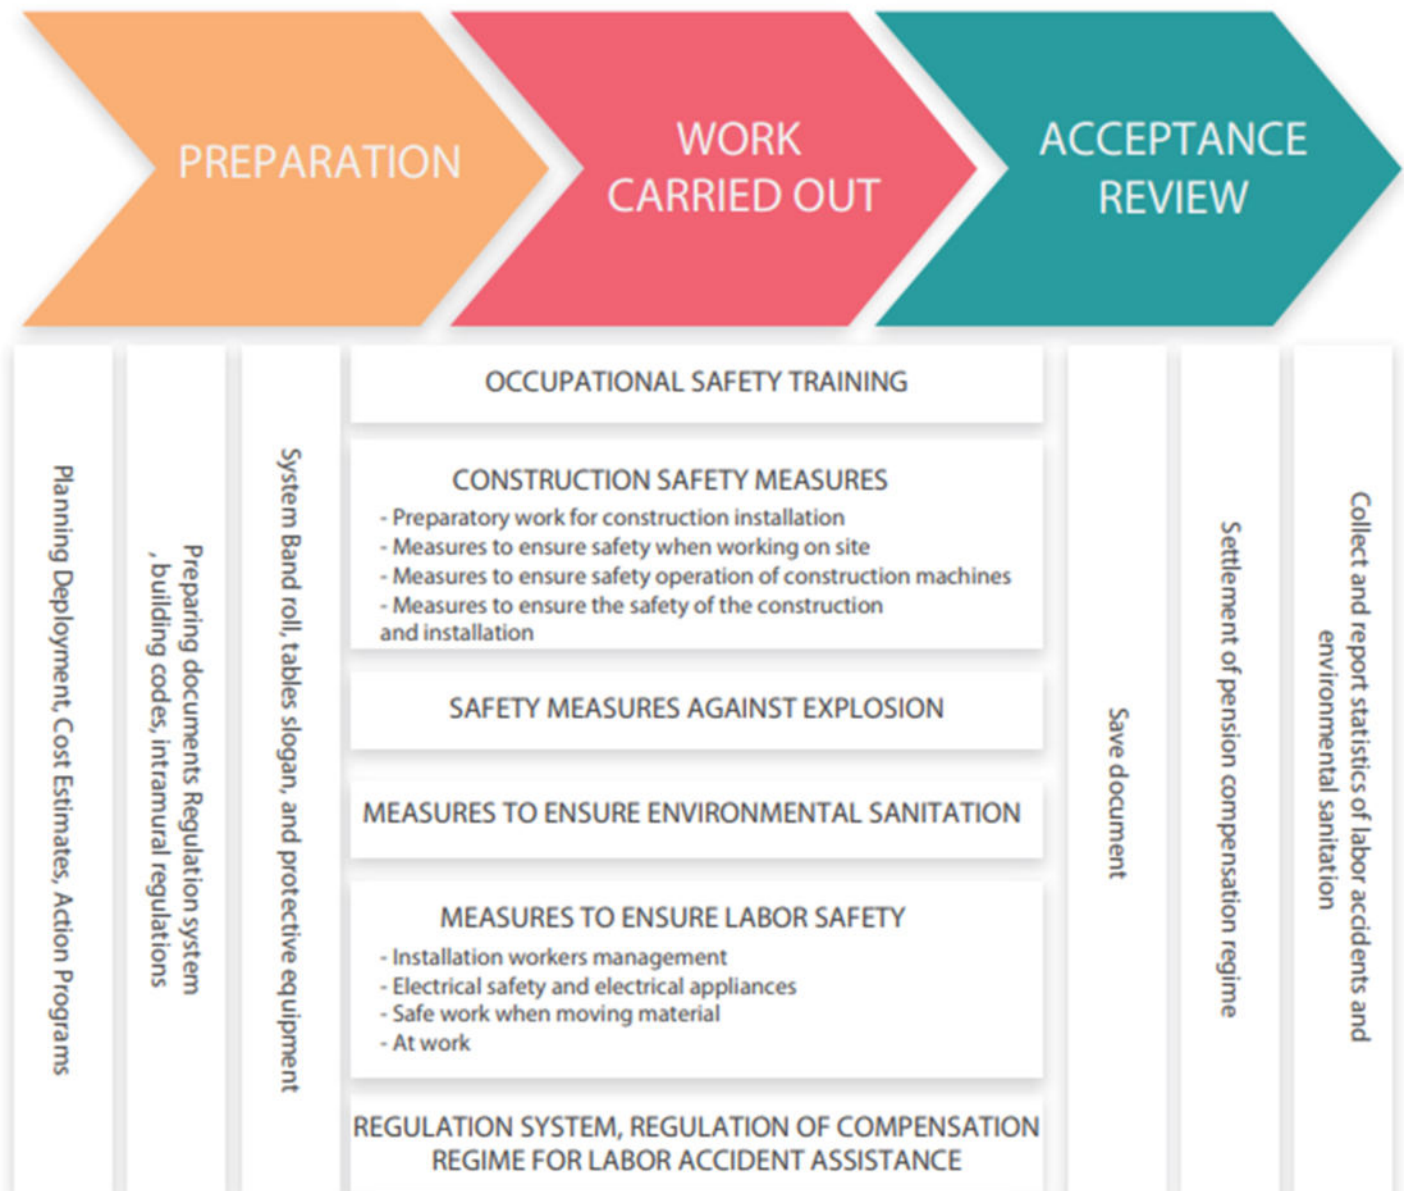 PREPARATION
WORK
CARRIED OUT
ACCEPTANCE
REVIEW
Planning Deployment, Cost Estimates, Action Programs
Preparing documents Regulation system
, building codes, intramural regulations
System Band roll, tables slogan, and protective equipment
OCCUPATIONAL SAFETY TRAINING
CONSTRUCTION SAFETY MEASURES
- Preparatory work for construction installation
- Measures to ensure safety when working on site
- Measures to ensure safety operation of construction machines
- Measures to ensure the safety of the construction
and installation
SAFETY MEASURES AGAINST EXPLOSION
MEASURES TO ENSURE ENVIRONMENTAL SANITATION
MEASURES TO ENSURE LABOR SAFETY
- Installation workers management
- Electrical safety and electrical appliances
- Safe work when moving material
- At work
REGULATION SYSTEM, REGULATION OF COMPENSATION
REGIME FOR LABOR ACCIDENT ASSISTANCE
Save document
Settlement of pension compensation regime
Collect and report statistics of labor accidents and
environmental sanitation